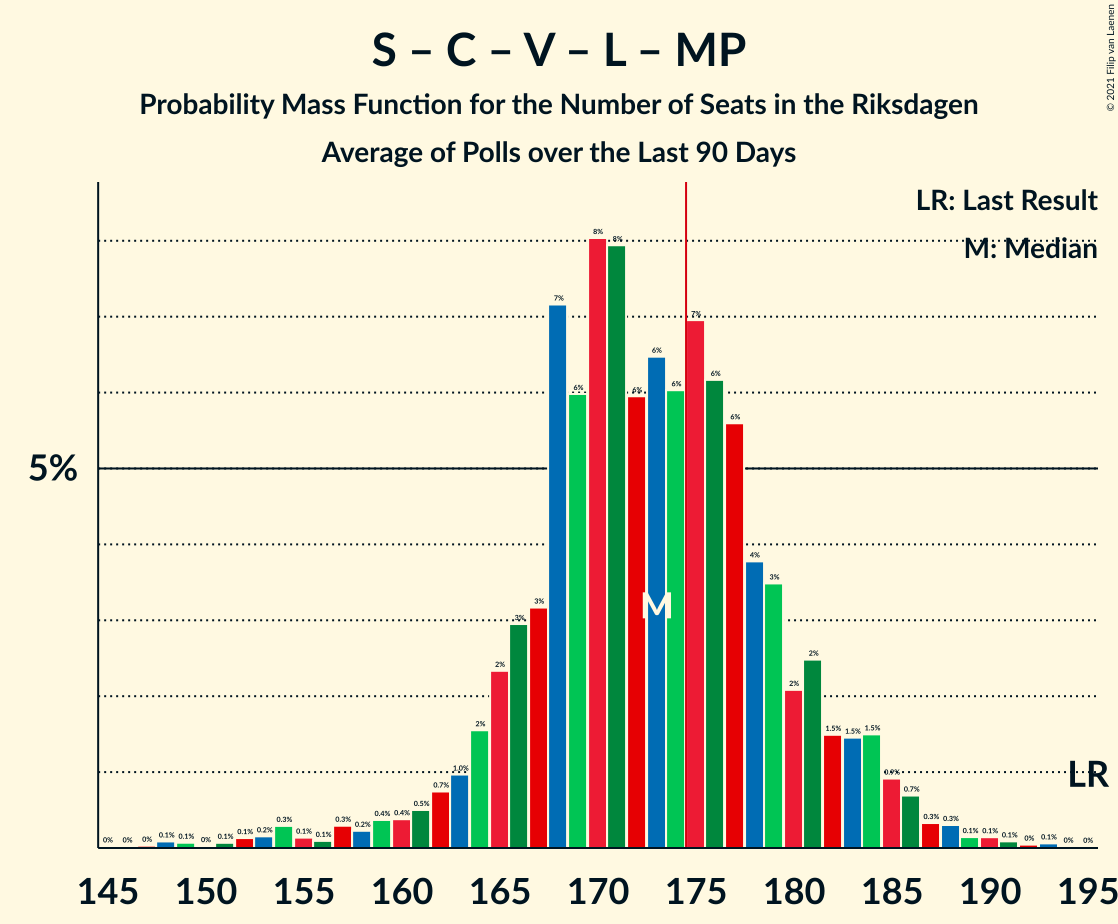 S – C – V – L – MP
Probability Mass Function for the Number of Seats in the Riksdagen
Average of Polls over the Last 90 Days
© 2021 Filip van Laenen
LR: Last Result
M: Median
5%
0% 0% 0% 0.1% 0.1% 0% 0.1% 0.1% 0.2% 0.3% 0.1% 0.1% 0.3% 0.2% 0.4% 0.4% 0.5% 0.7% 1.0% 2% 2% 3% 3% 7% 6% 8% 8% 6% 6% 6% 7% 6% 6% 4% 3% 2% 2% 1.5% 1.5% 1.5% 0.9% 0.7% 0.3% 0.3% 0.1% 0.1% 0.1% 0% 0.1% 0% 0%
M
LR
145 150 155 160 165 170 175 180 185 190 195